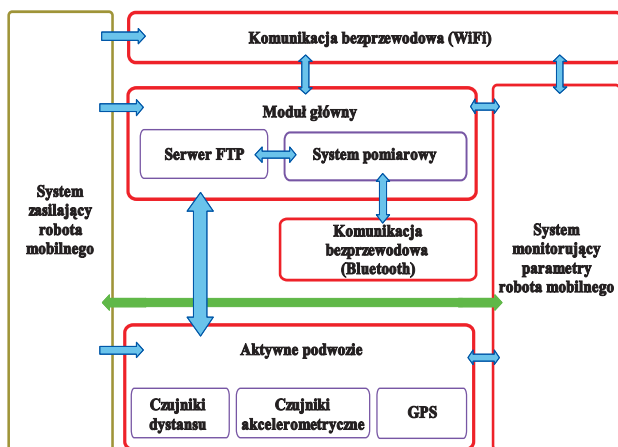 Komunikacja bezprzewodowa (WiFi)
Moduł główny
Serwer FTP
System pomiarowy
System
zasilający
robota
mobilnego
Komunikacja
bezprzewodowa
(Bluetooth)
System
monitorujący
parametry
robota mobilnego
Aktywne podwozie
Czujniki
dystansu
Czujniki
akcelerometryczne
GPS